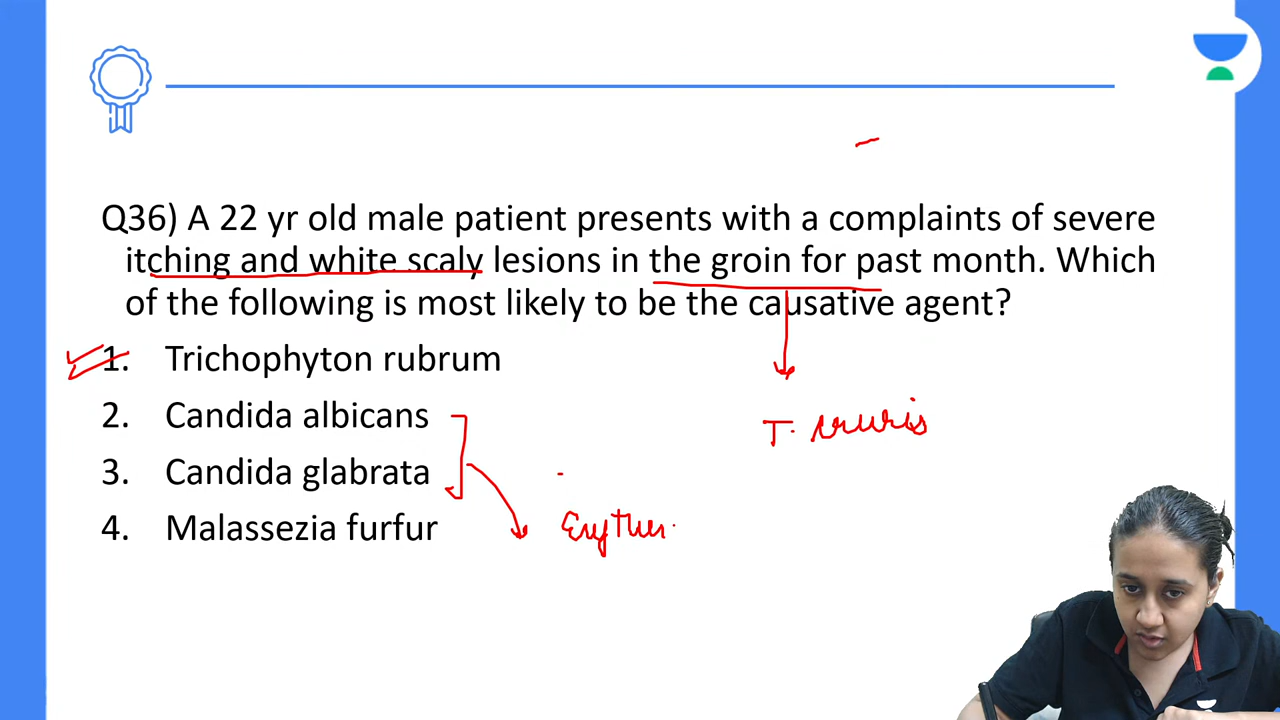 Q36) A 22 yr old male patient presents with a complaints of severe
itching and white scaly lesions in the groin for past month. Which
of the following is most likely to be the causative agent?
1. Trichophyton rubrum
2. Candida albicans
T. cruris
3. Candida glabrata
4. Malassezia furfur
Eryther